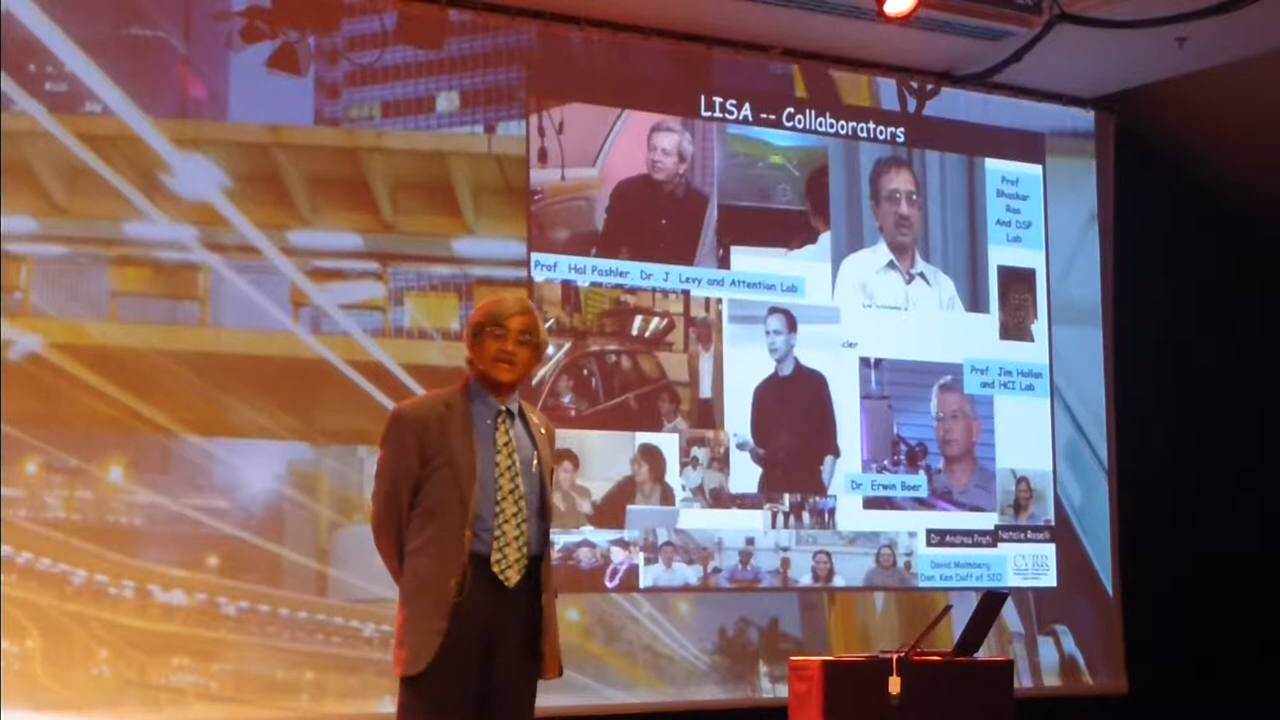 LISA -- Collaborators
Prof
Bhaskar
Rao
And DSP
Lab
Prof. Hal Pashler, Dr. J. Levy and Attention Lab
cler
Prof. Jim Hollan
and HCI Lab
Dr. Erwin Boer
Dr. Andrea Prati
Natalie Roselli
David Malmberg
Dan, Ken Duff of SIO
CVRR